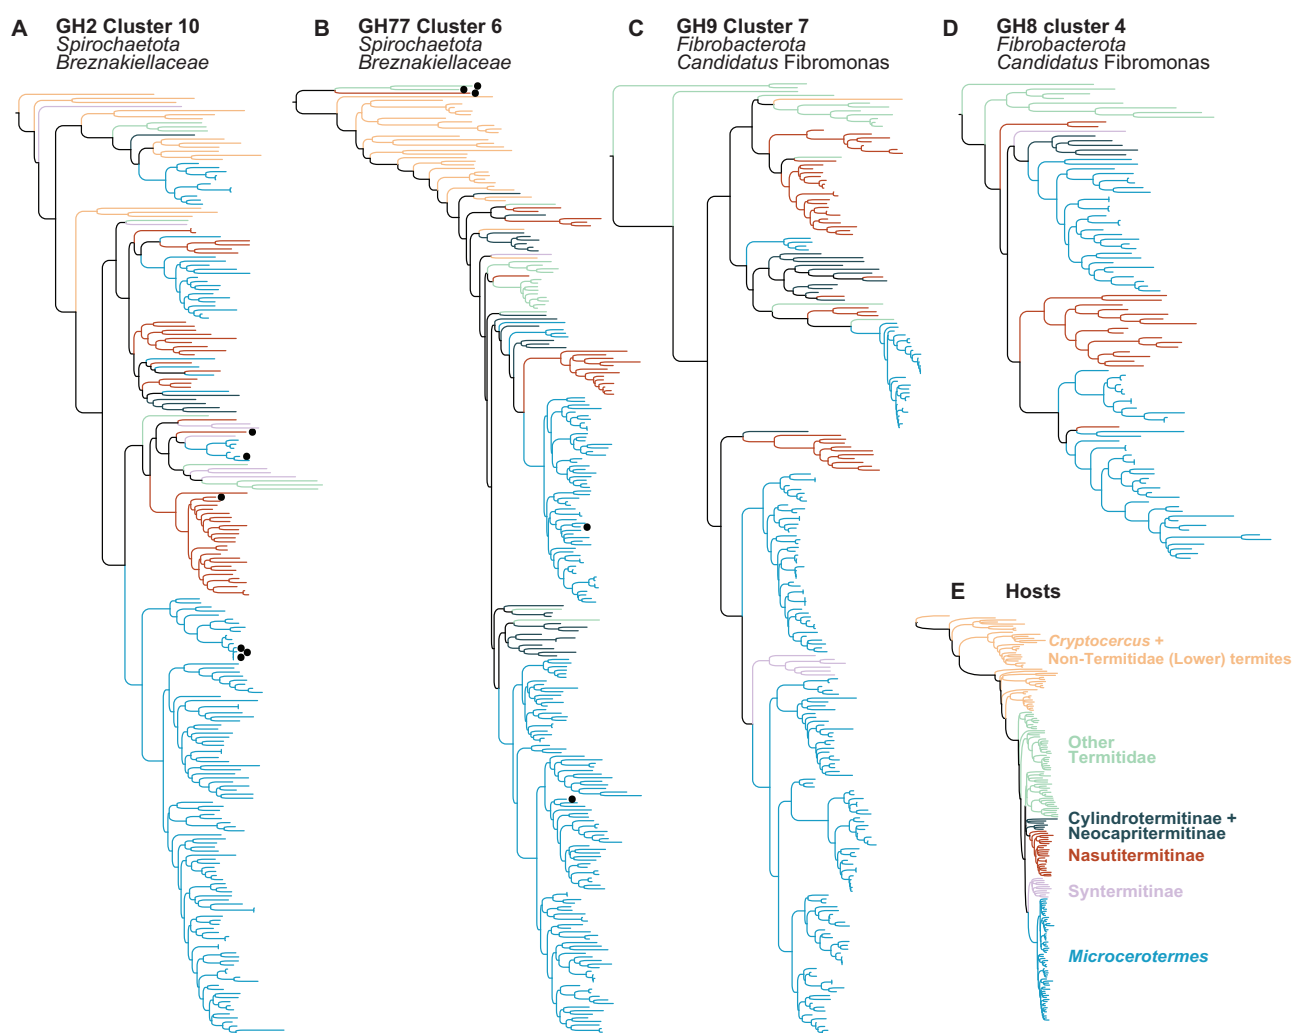 A
GH2 Cluster 10
Spirochaetota
Breznakiellaceae
B
GH77 Cluster 6
Spirochaetota
Breznakiellaceae
C
GH9 Cluster 7
Fibrobacterota
Candidatus Fibromonas
D
GH8 cluster 4
Fibrobacterota
Candidatus Fibromonas
E
Hosts
Cryptocercus +
Non-Termitidae (Lower) termites
Other
Termitidae
Cylindrotermitinae +
Neocapritermitinae
Nasutitermitinae
Syntermitinae
Microcerotermes